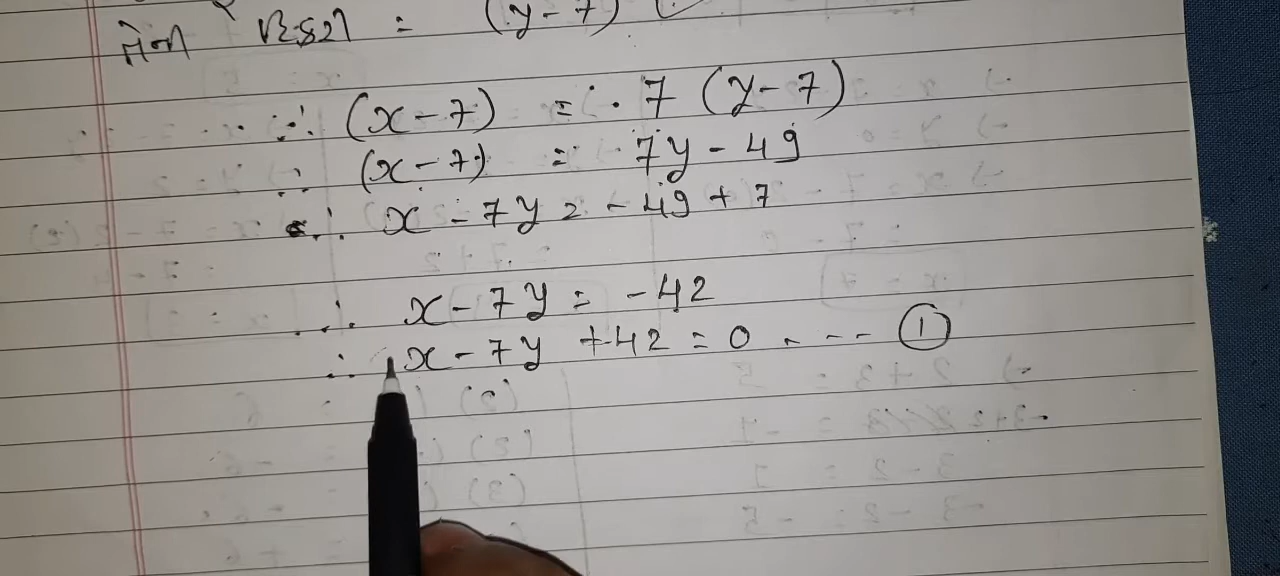 = (y - 7)
∴ (x - 7) = 7 (y - 7)
∴ (x - 7) = 7y - 49
∴ x - 7y = - 49 + 7
∴ x - 7y = - 42
∴ x - 7y + 42 = 0 - - - ①